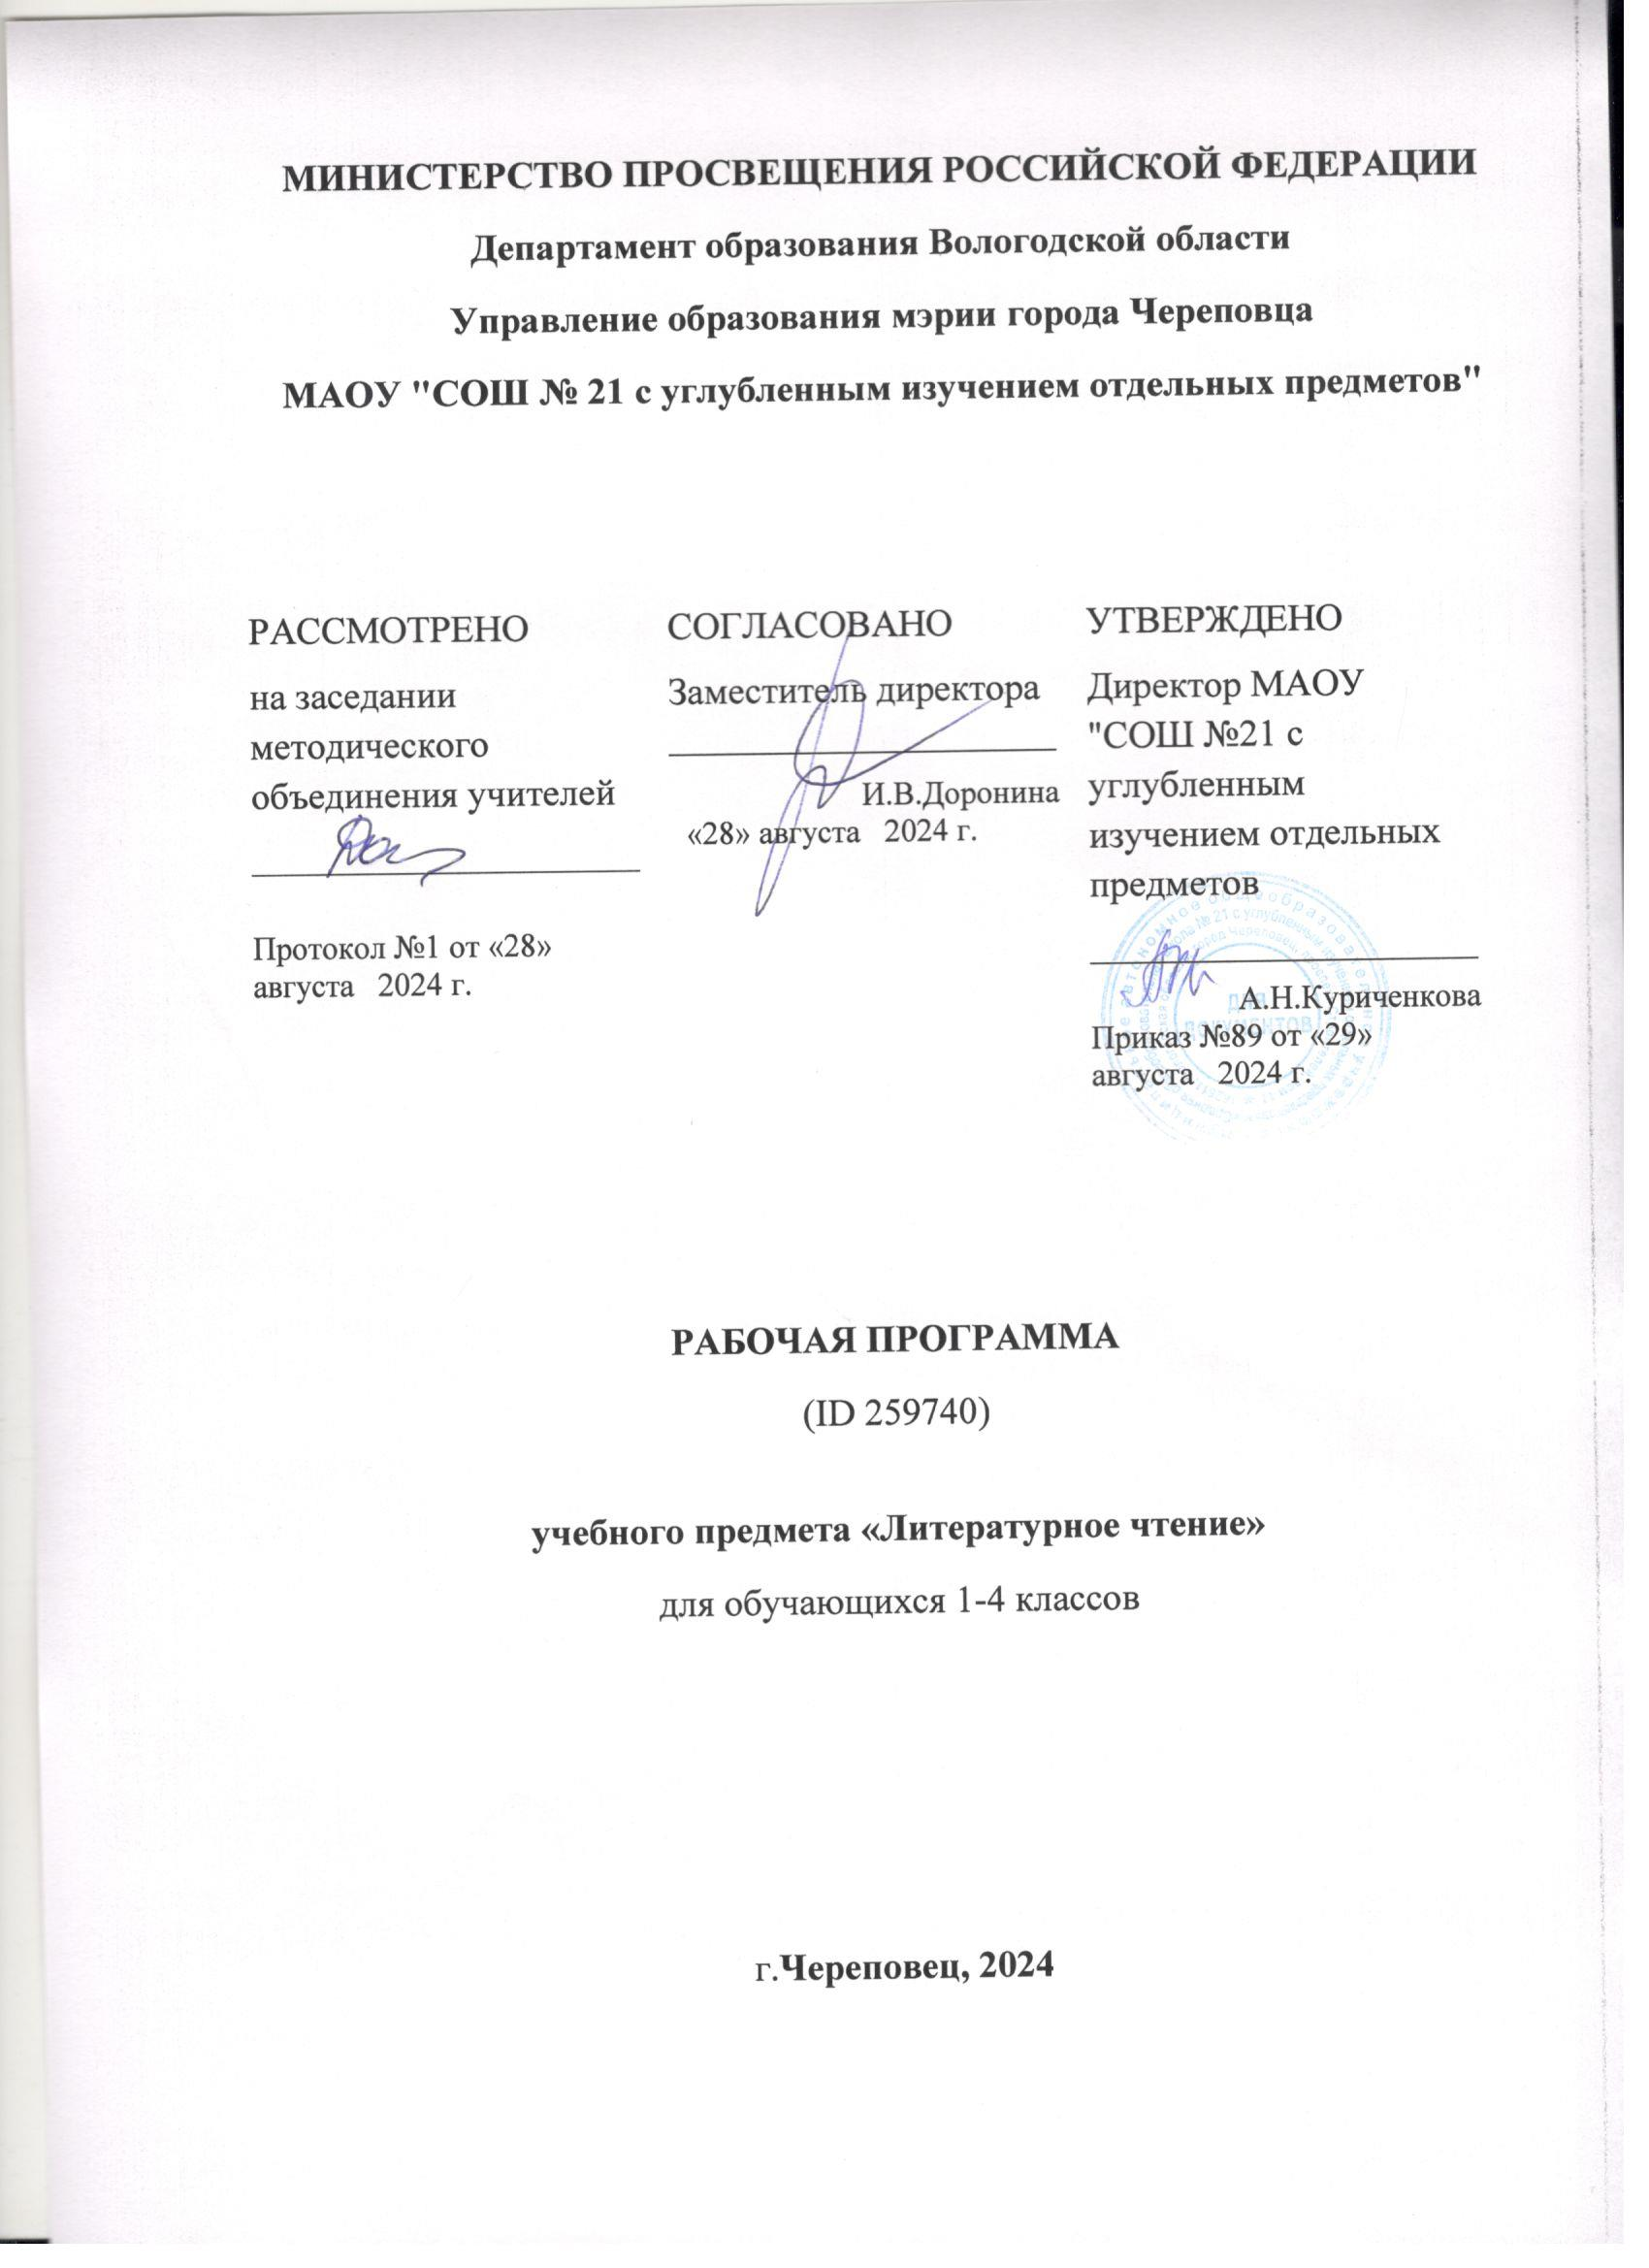 МИНИСТЕРСТВО ПРОСВЕЩЕНИЯ РОССИЙСКОЙ ФЕДЕРАЦИИ
Департамент образования Вологодской области
Управление образования мэрии города Череповца
МАОУ "СОШ № 21 с углубленным изучением отдельных предметов"
РАССМОТРЕНО
на заседании
методического
объединения учителей
Протокол №1 от «28»
августа 2024 г.
СОГЛАСОВАНО
Заместитель директора
И.В.Доронина
«28» августа 2024 г.
УТВЕРЖДЕНО
Директор МАОУ
"СОШ №21 с
углубленным
изучением отдельных
предметов
А.Н.Куриченкова
Приказ №89 от «29»
августа 2024 г.
ДЛЯ
ДОКУМЕНТОВ
РАБОЧАЯ ПРОГРАММА
(ID 259740)
учебного предмета «Литературное чтение»
для обучающихся 1-4 классов
г.Череповец, 2024